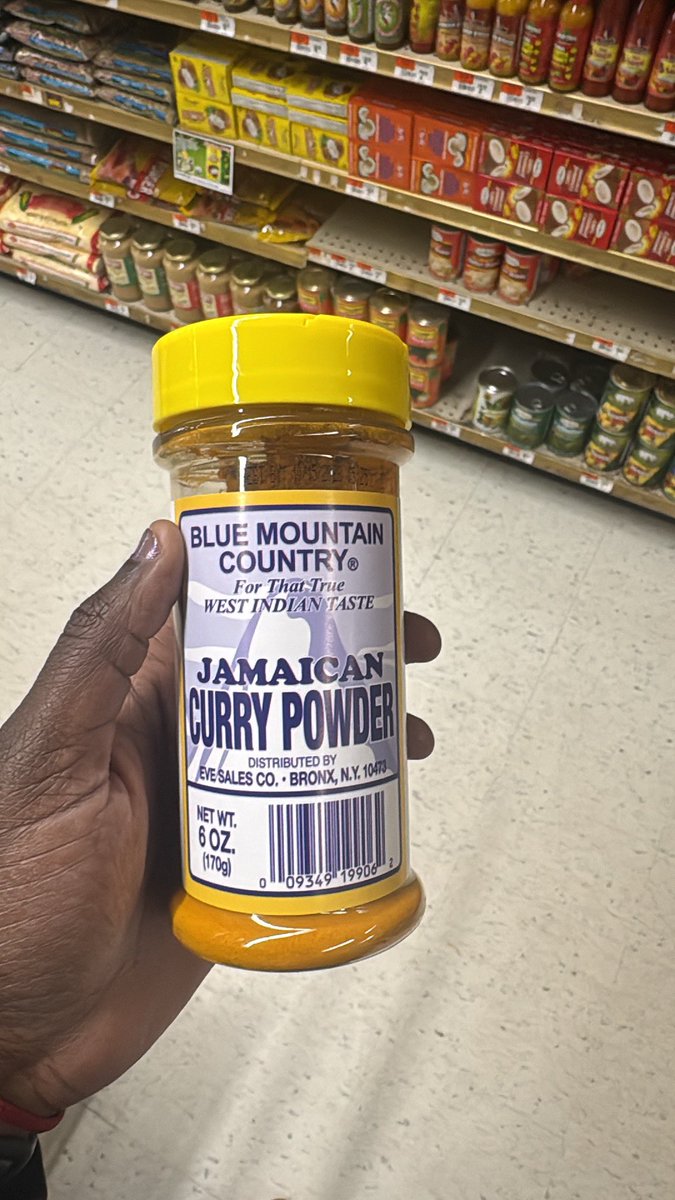 BLUE MOUNTAIN
COUNTRY®
For That True
WEST INDIAN TASTE
JAMAICAN
CURRY POWDER
DISTRIBUTED BY
EVE SALES CO. • BRONX, N.Y. 10473
NET WT.
6 OZ.
(170g)
0 09349 19906 2